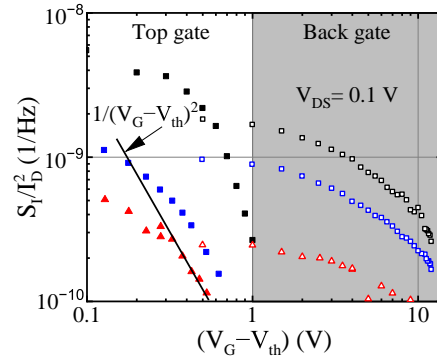 Top gate
Back gate
V_DS= 0.1 V
1/(V_G−V_th)^2
10^-8
10^-9
10^-10
S_I/I_D^2 (1/Hz)
0.1
1
10
(V_G−V_th) (V)